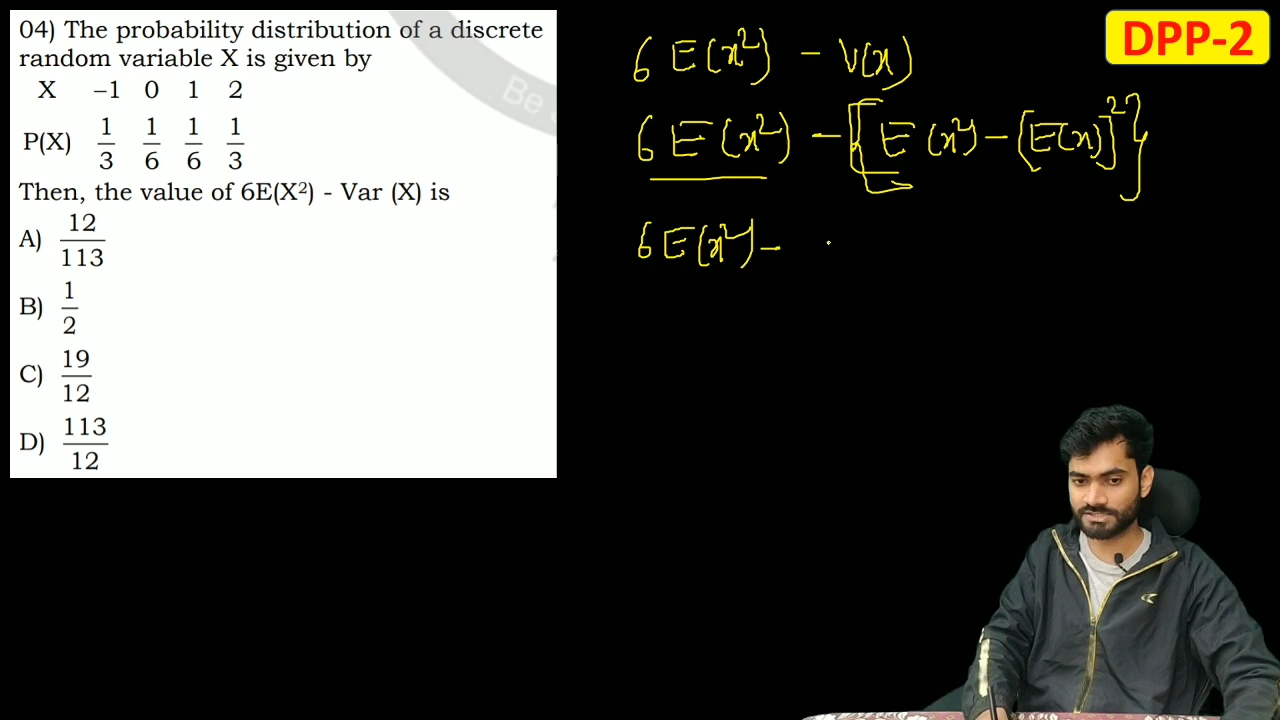 04) The probability distribution of a discrete
random variable X is given by
X –1 0 1 2
P(X) 1/3 1/6 1/6 1/3
Then, the value of 6E(X²) - Var (X) is
A) 12/113
B) 1/2
C) 19/12
D) 113/12
Be
6 E(x²) - V(x)
6 E(x²) - {[E(x²) - [E(x)]²}
6 E(x²) -
DPP-2